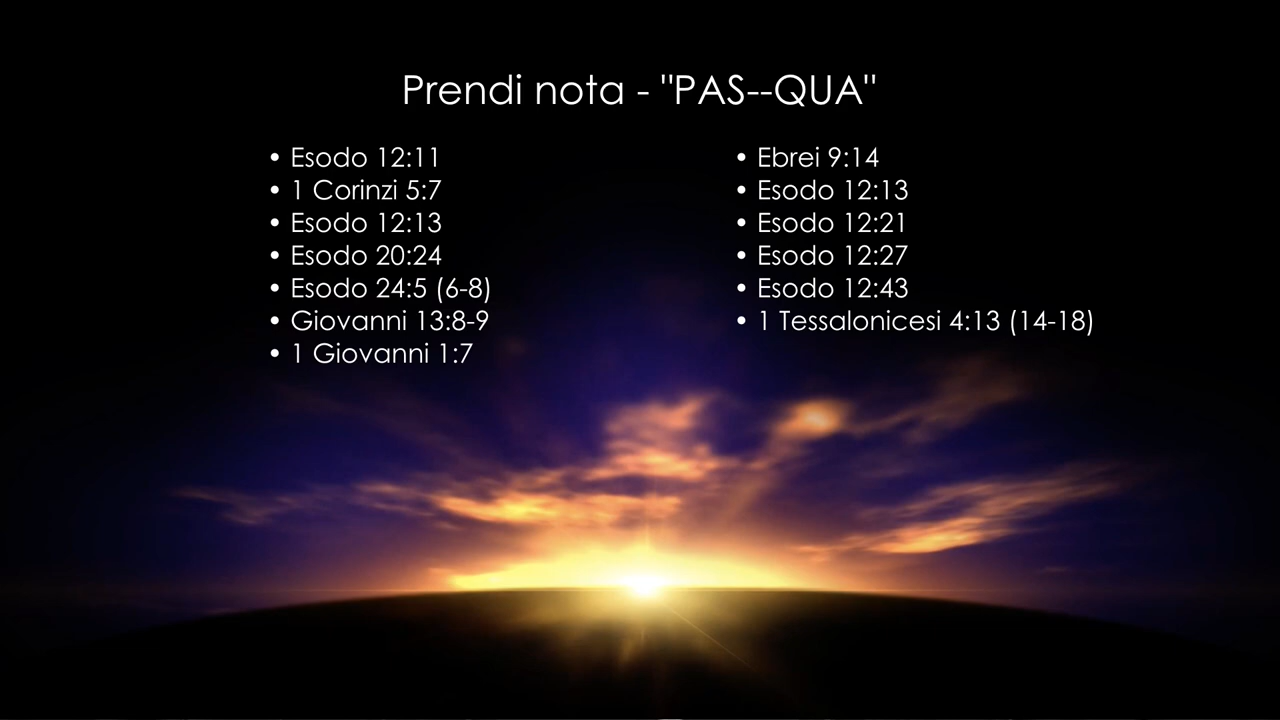 Prendi nota - "PAS--QUA"
• Esodo 12:11
• 1 Corinzi 5:7
• Esodo 12:13
• Esodo 20:24
• Esodo 24:5 (6-8)
• Giovanni 13:8-9
• 1 Giovanni 1:7
• Ebrei 9:14
• Esodo 12:13
• Esodo 12:21
• Esodo 12:27
• Esodo 12:43
• 1 Tessalonicesi 4:13 (14-18)